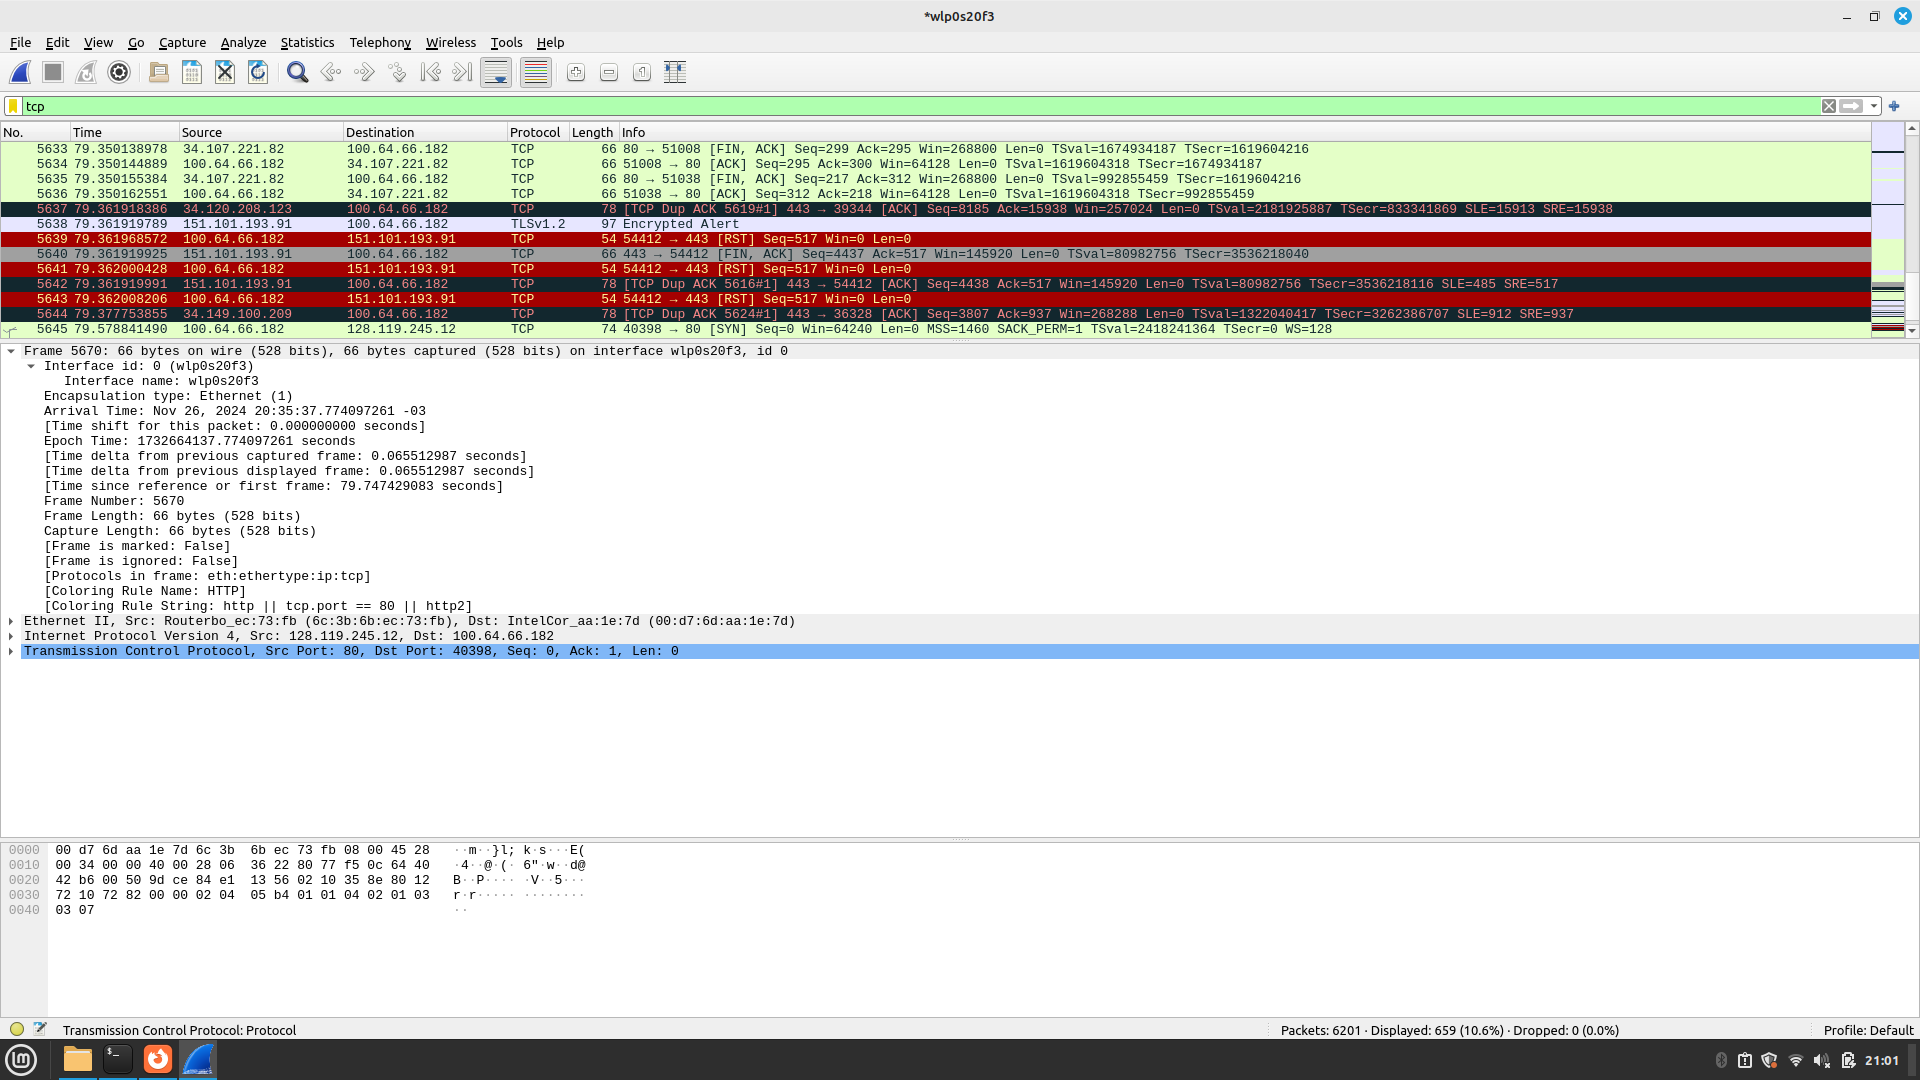 *wlp0s20f3
File Edit View Go Capture Analyze Statistics Telephony Wireless Tools Help
tcp
No. Time Source Destination Protocol Length Info
5633 79.350138978 34.107.221.82 100.64.66.182 TCP 66 80 → 51008 [FIN, ACK] Seq=299 Ack=295 Win=268800 Len=0 TSval=1674934187 TSecr=1619604216
5634 79.350144889 100.64.66.182 34.107.221.82 TCP 66 51008 → 80 [ACK] Seq=295 Ack=300 Win=64128 Len=0 TSval=1619604318 TSecr=1674934187
5635 79.350155384 34.107.221.82 100.64.66.182 TCP 66 80 → 51038 [FIN, ACK] Seq=217 Ack=312 Win=268800 Len=0 TSval=992855459 TSecr=1619604216
5636 79.350162551 100.64.66.182 34.107.221.82 TCP 66 51038 → 80 [ACK] Seq=312 Ack=218 Win=64128 Len=0 TSval=1619604318 TSecr=992855459
5637 79.361918386 34.120.208.123 100.64.66.182 TCP 78 [TCP Dup ACK 5619#1] 443 → 39344 [ACK] Seq=8185 Ack=15938 Win=257024 Len=0 TSval=2181925887 TSecr=833341869 SLE=15913 SRE=15938
5638 79.361919789 151.101.193.91 100.64.66.182 TLSv1.2 97 Encrypted Alert
5639 79.361968572 100.64.66.182 151.101.193.91 TCP 54 54412 → 443 [RST] Seq=517 Win=0 Len=0
5640 79.361919925 151.101.193.91 100.64.66.182 TCP 66 443 → 54412 [FIN, ACK] Seq=4437 Ack=517 Win=145920 Len=0 TSval=80982756 TSecr=3536218040
5641 79.362000428 100.64.66.182 151.101.193.91 TCP 54 54412 → 443 [RST] Seq=517 Win=0 Len=0
5642 79.361919991 151.101.193.91 100.64.66.182 TCP 78 [TCP Dup ACK 5616#1] 443 → 54412 [ACK] Seq=4438 Ack=517 Win=145920 Len=0 TSval=80982756 TSecr=3536218116 SLE=485 SRE=517
5643 79.362008206 100.64.66.182 151.101.193.91 TCP 54 54412 → 443 [RST] Seq=517 Win=0 Len=0
5644 79.377753855 34.149.100.209 100.64.66.182 TCP 78 [TCP Dup ACK 5624#1] 443 → 36328 [ACK] Seq=3807 Ack=937 Win=268288 Len=0 TSval=1322040417 TSecr=3262386707 SLE=912 SRE=937
5645 79.578841490 100.64.66.182 128.119.245.12 TCP 74 40398 → 80 [SYN] Seq=0 Win=64240 Len=0 MSS=1460 SACK_PERM=1 TSval=2418241364 TSecr=0 WS=128
Frame 5670: 66 bytes on wire (528 bits), 66 bytes captured (528 bits) on interface wlp0s20f3, id 0
Interface id: 0 (wlp0s20f3)
Interface name: wlp0s20f3
Encapsulation type: Ethernet (1)
Arrival Time: Nov 26, 2024 20:35:37.774097261 -03
[Time shift for this packet: 0.000000000 seconds]
Epoch Time: 1732664137.774097261 seconds
[Time delta from previous captured frame: 0.065512987 seconds]
[Time delta from previous displayed frame: 0.065512987 seconds]
[Time since reference or first frame: 79.747429083 seconds]
Frame Number: 5670
Frame Length: 66 bytes (528 bits)
Capture Length: 66 bytes (528 bits)
[Frame is marked: False]
[Frame is ignored: False]
[Protocols in frame: eth:ethertype:ip:tcp]
[Coloring Rule Name: HTTP]
[Coloring Rule String: http || tcp.port == 80 || http2]
Ethernet II, Src: Routerbo_ec:73:fb (6c:3b:6b:ec:73:fb), Dst: IntelCor_aa:1e:7d (00:d7:6d:aa:1e:7d)
Internet Protocol Version 4, Src: 128.119.245.12, Dst: 100.64.66.182
Transmission Control Protocol, Src Port: 80, Dst Port: 40398, Seq: 0, Ack: 1, Len: 0
0000 00 d7 6d aa 1e 7d 6c 3b 6b ec 73 fb 08 00 45 28 ··m··}l; k·s···E(
0010 00 34 00 00 40 00 28 06 36 22 80 77 f5 0c 64 40 ·4··@·(· 6"·w··d@
0020 42 b6 00 50 9d ce 84 e1 13 56 02 10 35 8e 80 12 B··P···· ·V··5···
0030 72 10 72 82 00 00 02 04 05 b4 01 01 04 02 01 03 r·r····· ········
0040 03 07 ··
Transmission Control Protocol: Protocol
Packets: 6201 · Displayed: 659 (10.6%) · Dropped: 0 (0.0%)
Profile: Default
21:01